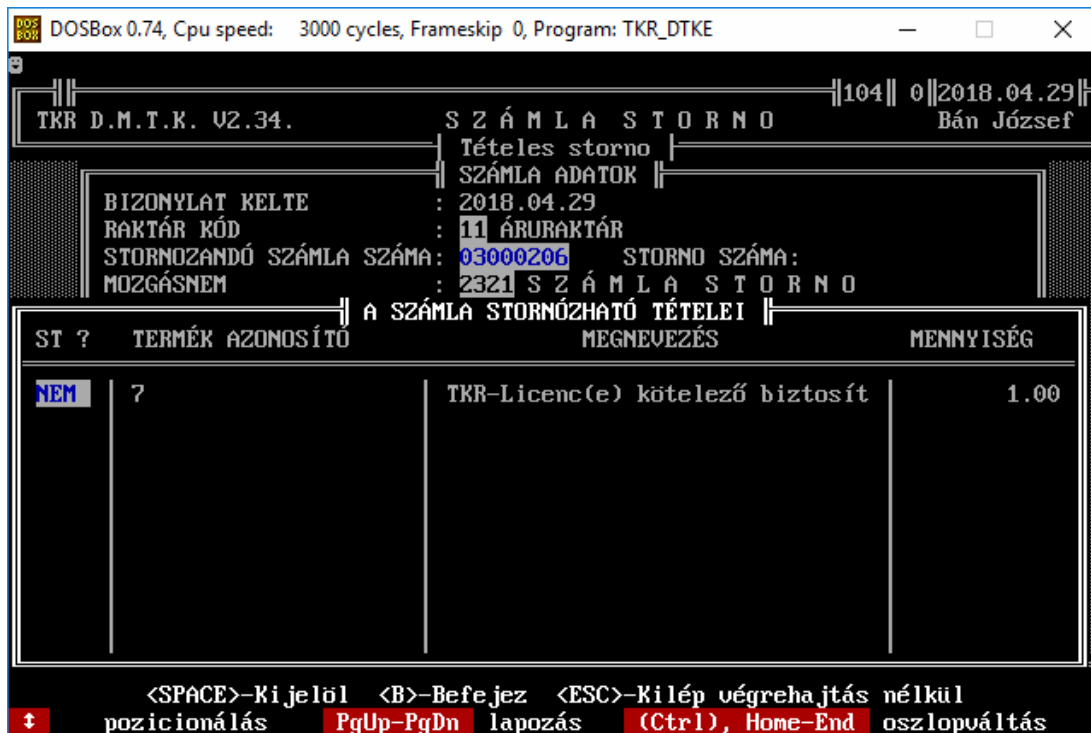 DOSBox 0.74, Cpu speed: 3000 cycles, Frameskip 0, Program: TKR_DTKE
104 0 2018.04.29
TKR D.M.T.K. V2.34. S Z Á M L A S T O R N O Bán József
Tételes storno
SZÁMLA ADATOK
BIZONYLAT KELTE : 2018.04.29
RAKTÁR KÓD : 11 ÁRURAKTÁR
STORNOZANDÓ SZÁMLA SZÁMA: 03000206 STORNO SZÁMA:
MOZGÁSNEM : 2321 S Z Á M L A S T O R N O
A SZÁMLA STORNÓZHATÓ TÉTELEI
ST ? TERMÉK AZONOSÍTÓ MEGNEVEZÉS MENNYISÉG
NEM 7 TKR-Licenc(e) kötelező biztosít 1.00
<SPACE>-Kijelöl <B>-Befejez <ESC>-Kilép végrehajtás nélkül
↕ pozicionálás PgUp-PgDn lapozás (Ctrl), Home-End oszlopváltás